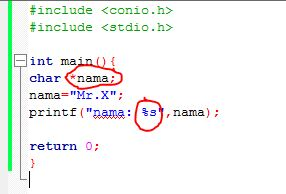 #include <conio.h>
#include <stdio.h>
int main(){
char *nama;
nama="Mr.X";
printf("nama: %s",nama);
return 0;
}